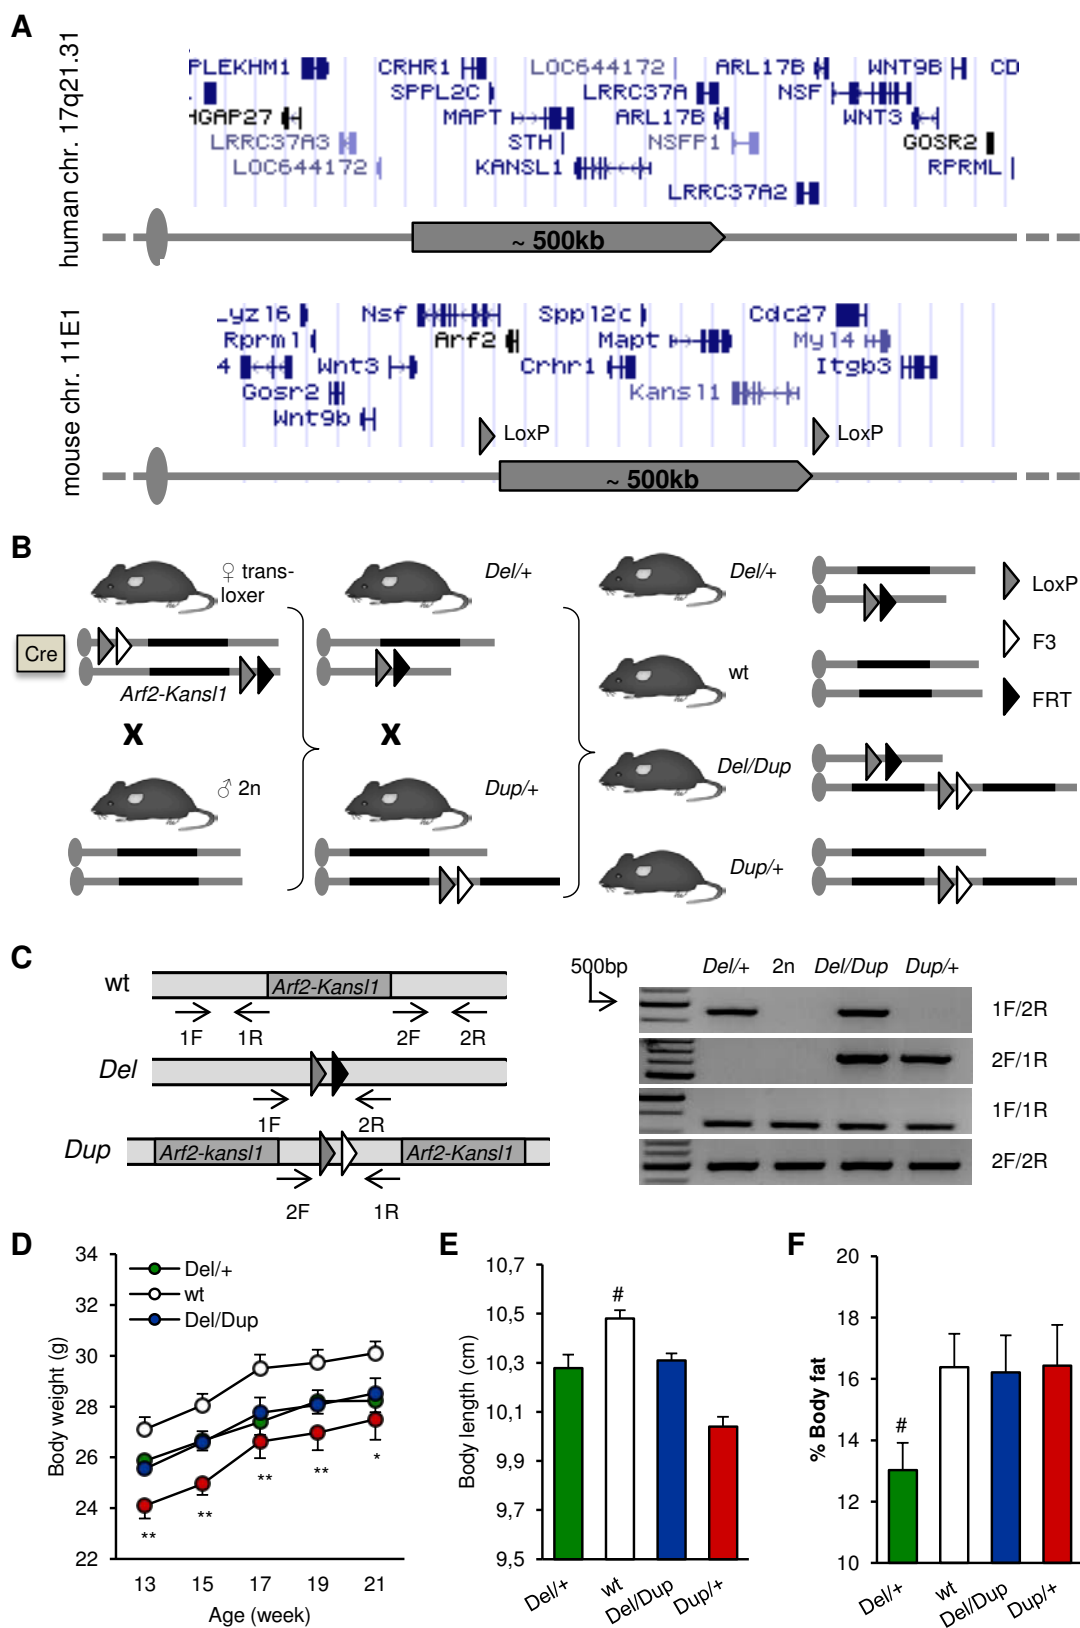 A
human chr. 17q21.31
PLEKHM1 CRHR1 LOC644172 ARL17B WNT9B CD
SPPL2C LRRC37A NSF
HGAP27 MAPT ARL17B WNT3
LRRC37A3 STH NSFP1 GOSR2
LOC644172 KANSL1 RPRML
LRRC37A2
~ 500kb
mouse chr. 11E1
_yz16 Nsf Sppl2c Cdc27
Rprml Arf2 Mapt Myl4
4 Wnt3 Crhr1 Itgb3
Gosr2 Kansl1
Wnt9b
LoxP LoxP
~ 500kb
B
♀ trans-
loxer
Del/+
Del/+
LoxP
Cre
F3
Arf2-Kansl1
wt
FRT
X X
♂ 2n
Dup/+
Del/Dup
Dup/+
C
wt
Arf2-Kansl1
1F 1R 2F 2R
Del
1F 2R
Dup
Arf2-kansl1 Arf2-Kansl1
2F 1R
500bp
Del/+ 2n Del/Dup Dup/+
1F/2R
2F/1R
1F/1R
2F/2R
D
34
32
30
28
26
24
22
Body weight (g)
Del/+
wt
Del/Dup
** ** ** ** *
13 15 17 19 21
Age (week)
E
10,7
10,5
10,3
10,1
9,9
9,7
9,5
Body length (cm)
#
Del/+ wt Del/Dup Dup/+
F
20
18
16
14
12
10
% Body fat
#
Del/+ wt Del/Dup Dup/+